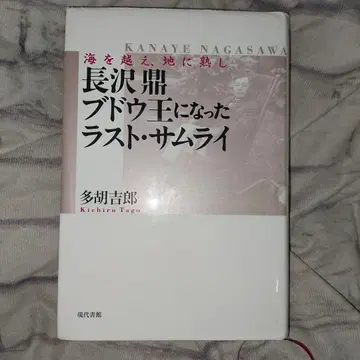 KANAYE NAGASAWA
海を越え、地に熟し
長沢 鼎
ブドウ王になった
ラスト・サムライ
多胡吉郎
Kichiro Tago
現代書館